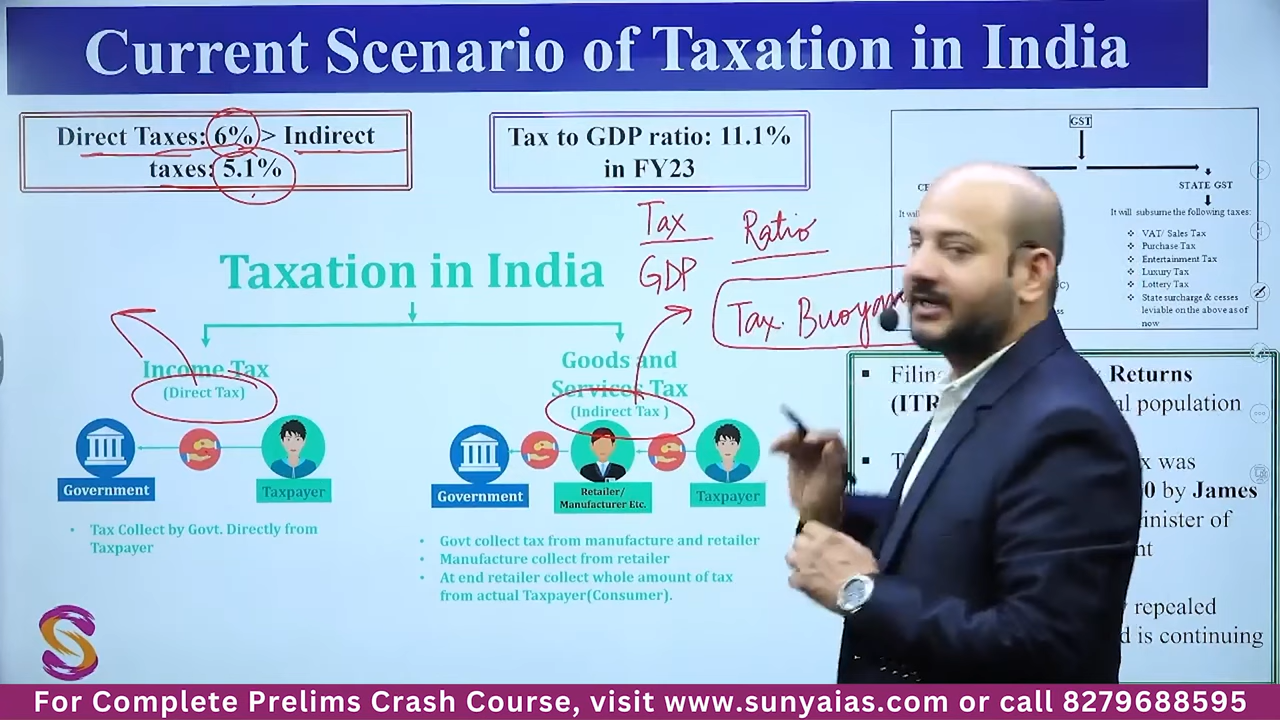 Current Scenario of Taxation in India
Direct Taxes: 6% > Indirect
taxes: 5.1%
Tax to GDP ratio: 11.1%
in FY23
Tax
GDP
Ratio
Tax. Buoyan
GST
STATE GST
It will subsume the following taxes:
VAT/ Sales Tax
Purchase Tax
Entertainment Tax
Luxury Tax
Lottery Tax
State surcharge & cesses
leviable on the above as of
now
Taxation in India
Income Tax
(Direct Tax)
Government
Taxpayer
• Tax Collect by Govt. Directly from
Taxpayer
Goods and
Services Tax
(Indirect Tax )
Government
Retailer/
Manufacturer Etc.
Taxpayer
• Govt collect tax from manufacture and retailer
• Manufacture collect from retailer
• At end retailer collect whole amount of tax
from actual Taxpayer(Consumer).
Returns
(ITR
population
was
by James
of
repealed
is continuing
For Complete Prelims Crash Course, visit www.sunyaias.com or call 8279688595